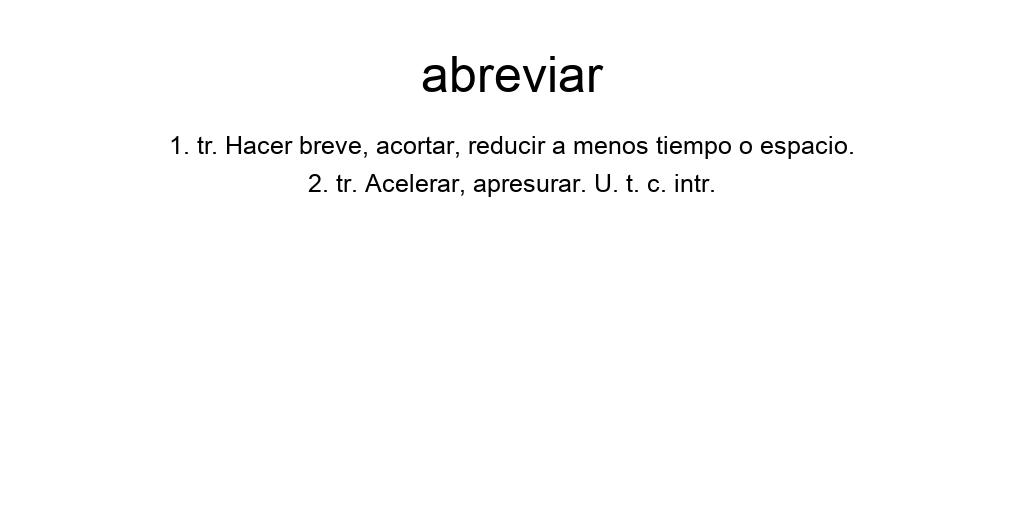 abreviar
1. tr. Hacer breve, acortar, reducir a menos tiempo o espacio.
2. tr. Acelerar, apresurar. U. t. c. intr.